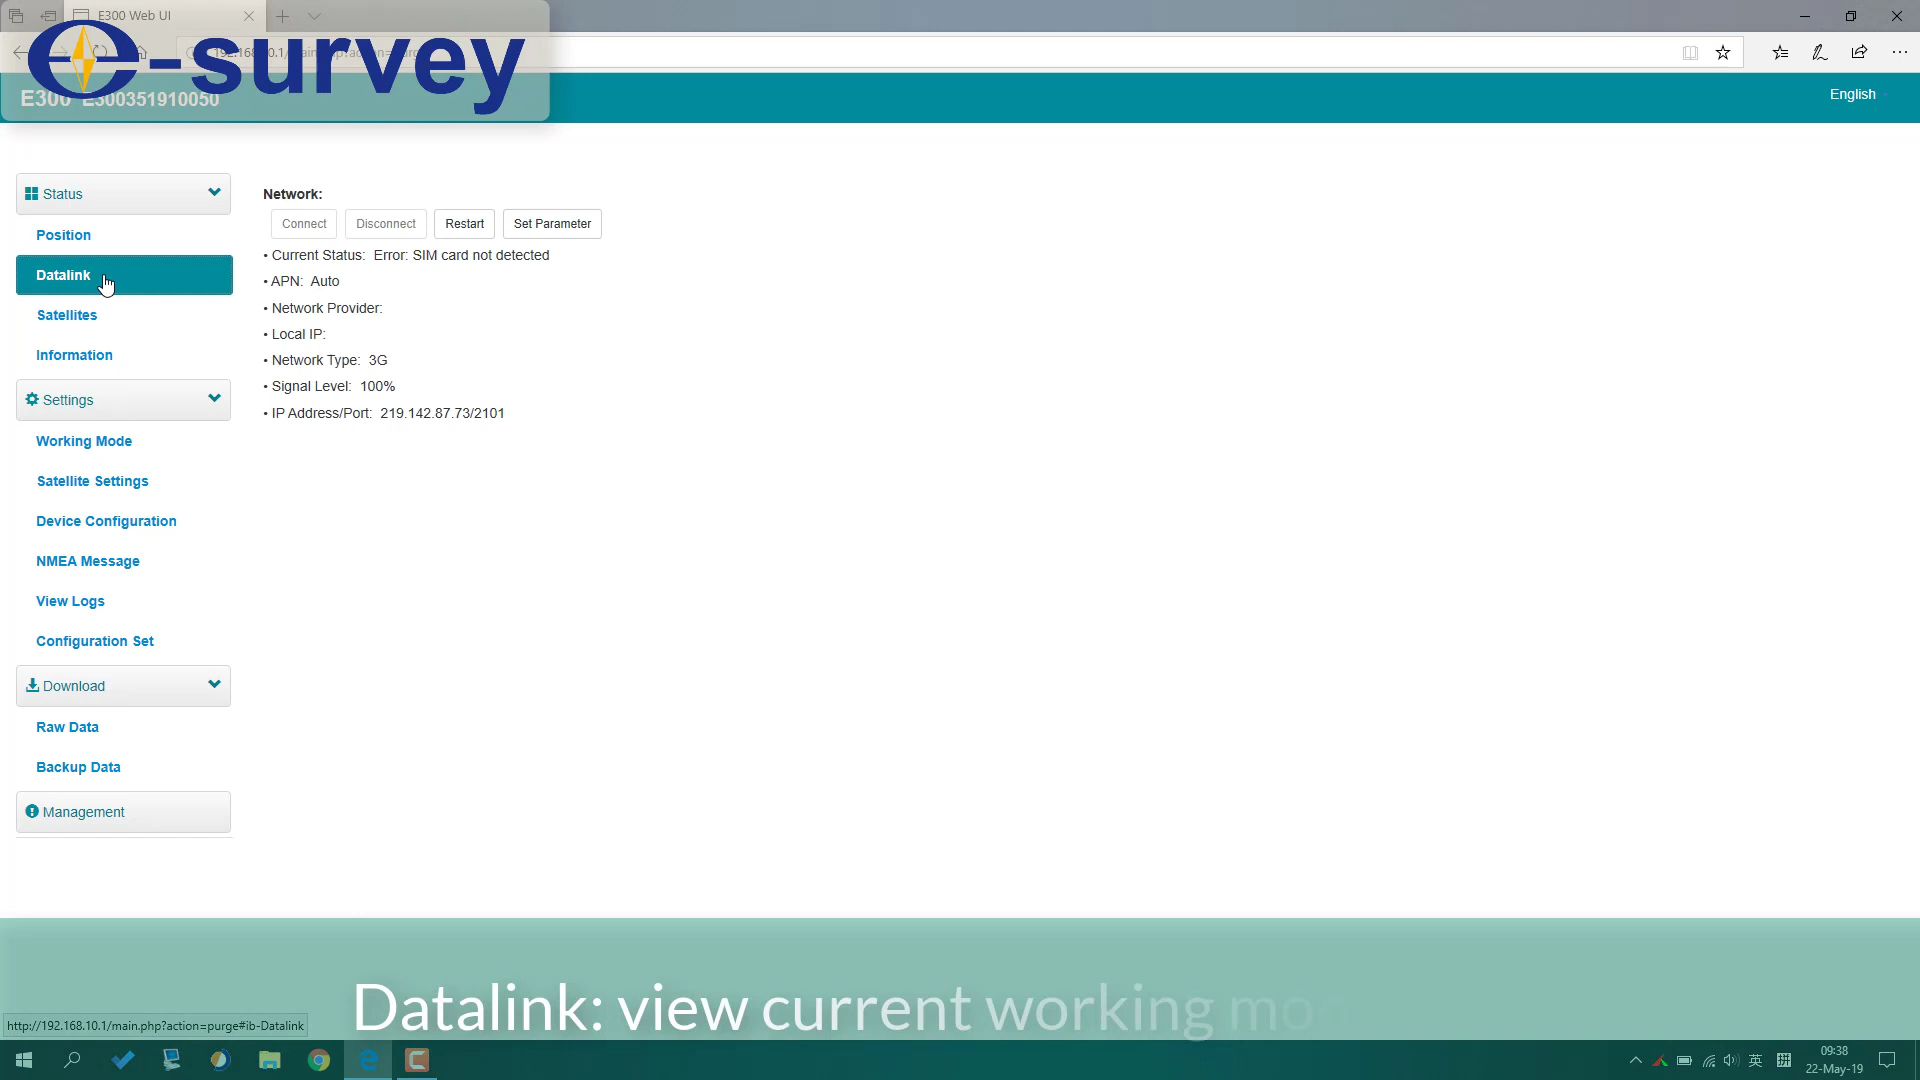 E300 Web UI
e-survey
E300 E300351910050
English
Status
Position
Datalink
Satellites
Information
Settings
Working Mode
Satellite Settings
Device Configuration
NMEA Message
View Logs
Configuration Set
Download
Raw Data
Backup Data
Management
Network:
Connect Disconnect Restart Set Parameter
• Current Status: Error: SIM card not detected
• APN: Auto
• Network Provider:
• Local IP:
• Network Type: 3G
• Signal Level: 100%
• IP Address/Port: 219.142.87.73/2101
Datalink: view current working mo
http://192.168.10.1/main.php?action=purge#ib-Datalink
英
09:38
22-May-19